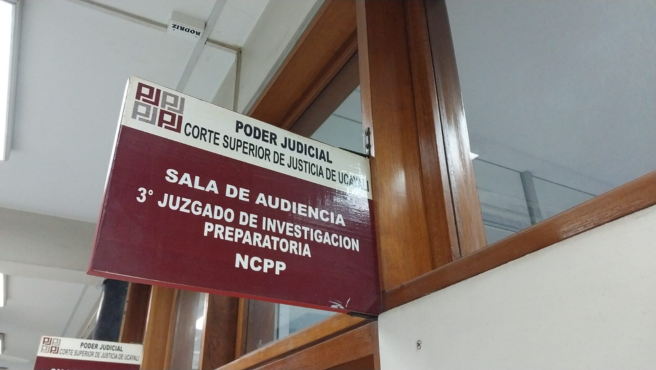 RODRIZ
PODER JUDICIAL
CORTE SUPERIOR DE JUSTICIA DE UCAYALI
SALA DE AUDIENCIA
3° JUZGADO DE INVESTIGACION
PREPARATORIA
NCPP
PODER JUDICIAL
CORTE SUPERIOR DE JUSTICIA DE UCAYALI